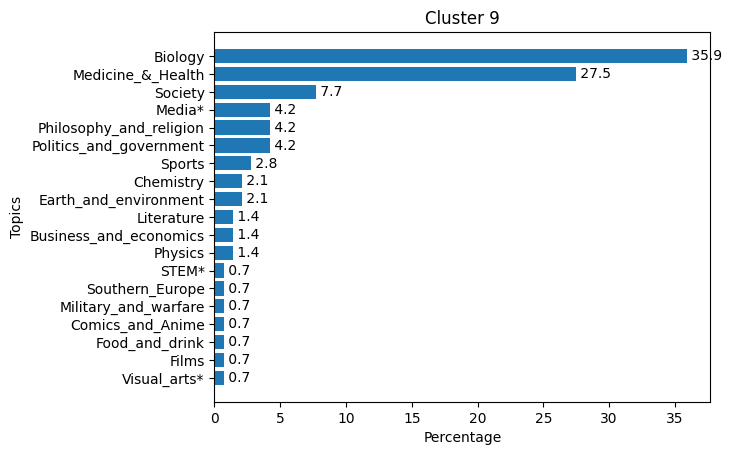 Cluster 9
Biology 35.9
Medicine_&_Health 27.5
Society 7.7
Media* 4.2
Philosophy_and_religion 4.2
Politics_and_government 4.2
Sports 2.8
Chemistry 2.1
Earth_and_environment 2.1
Literature 1.4
Business_and_economics 1.4
Physics 1.4
STEM* 0.7
Southern_Europe 0.7
Military_and_warfare 0.7
Comics_and_Anime 0.7
Food_and_drink 0.7
Films 0.7
Visual_arts* 0.7
Topics
0 5 10 15 20 25 30 35
Percentage